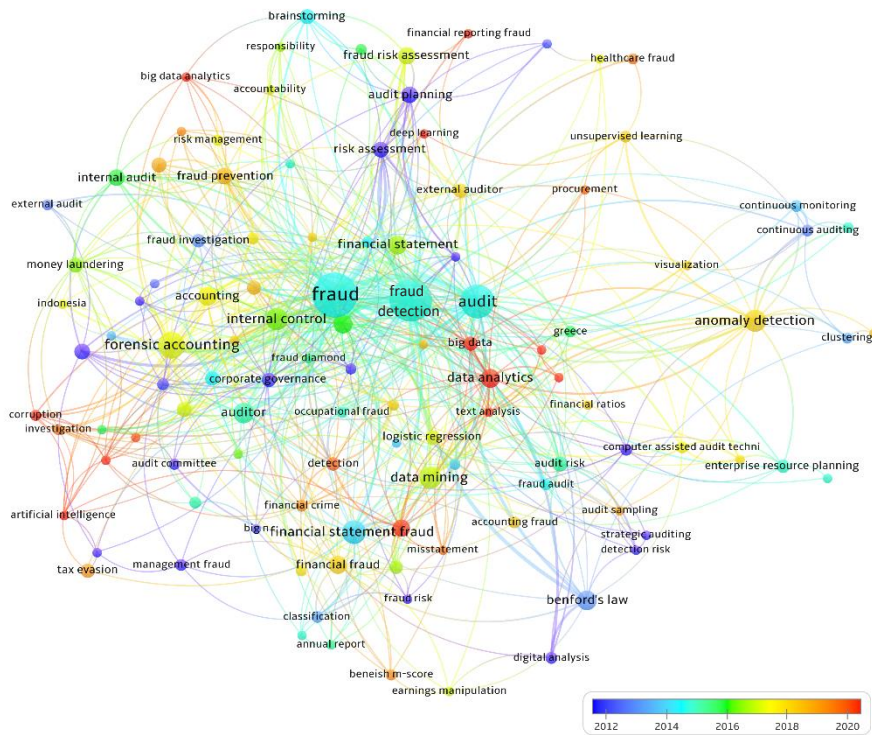 brainstorming
financial reporting fraud
responsibility
fraud risk assessment
healthcare fraud
big data analytics
accountability
audit planning
deep learning
unsupervised learning
risk management
risk assessment
internal audit
fraud prevention
external auditor
procurement
external audit
continuous monitoring
fraud investigation
financial statement
continuous auditing
money laundering
visualization
accounting
fraud
fraud
detection
audit
indonesia
internal control
anomaly detection
greece
forensic accounting
big data
clustering
fraud diamond
corporate governance
data analytics
corruption
auditor
occupational fraud
text analysis
financial ratios
investigation
logistic regression
computer assisted audit techni
audit committee
detection
audit risk
enterprise resource planning
data mining
fraud audit
financial crime
audit sampling
artificial intelligence
accounting fraud
big n..
financial statement fraud
strategic auditing
misstatement
detection risk
tax evasion
management fraud
financial fraud
fraud risk
benford's law
classification
annual report
digital analysis
beneish m-score
earnings manipulation
2012 2014 2016 2018 2020